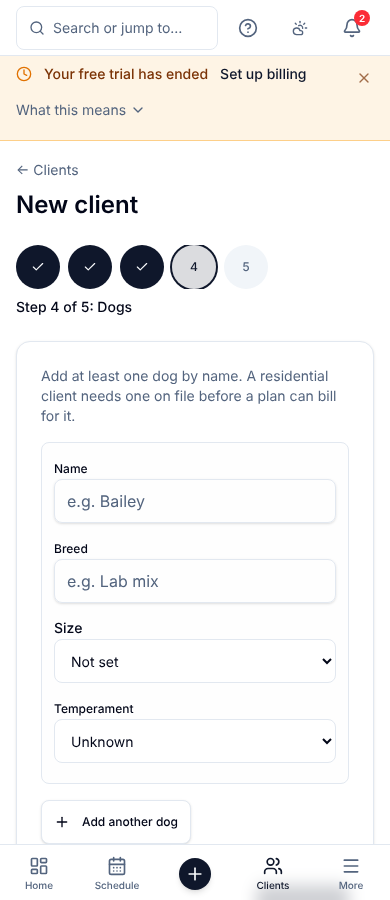 Search or jump to...
2
Your free trial has ended Set up billing
What this means
← Clients
New client
4 5
Step 4 of 5: Dogs
Add at least one dog by name. A residential
client needs one on file before a plan can bill
for it.
Name
e.g. Bailey
Breed
e.g. Lab mix
Size
Not set
Temperament
Unknown
+ Add another dog
Home Schedule Clients More